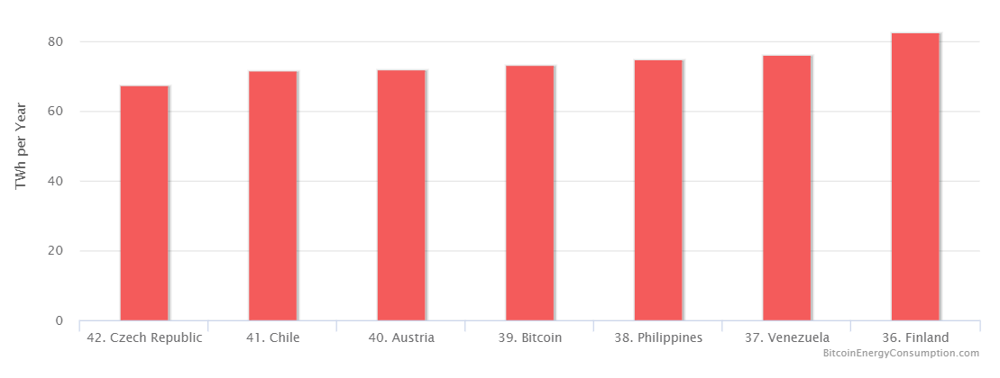 TWh per Year
80
60
40
20
0
42. Czech Republic
41. Chile
40. Austria
39. Bitcoin
38. Philippines
37. Venezuela
36. Finland
BitcoinEnergyConsumption.com